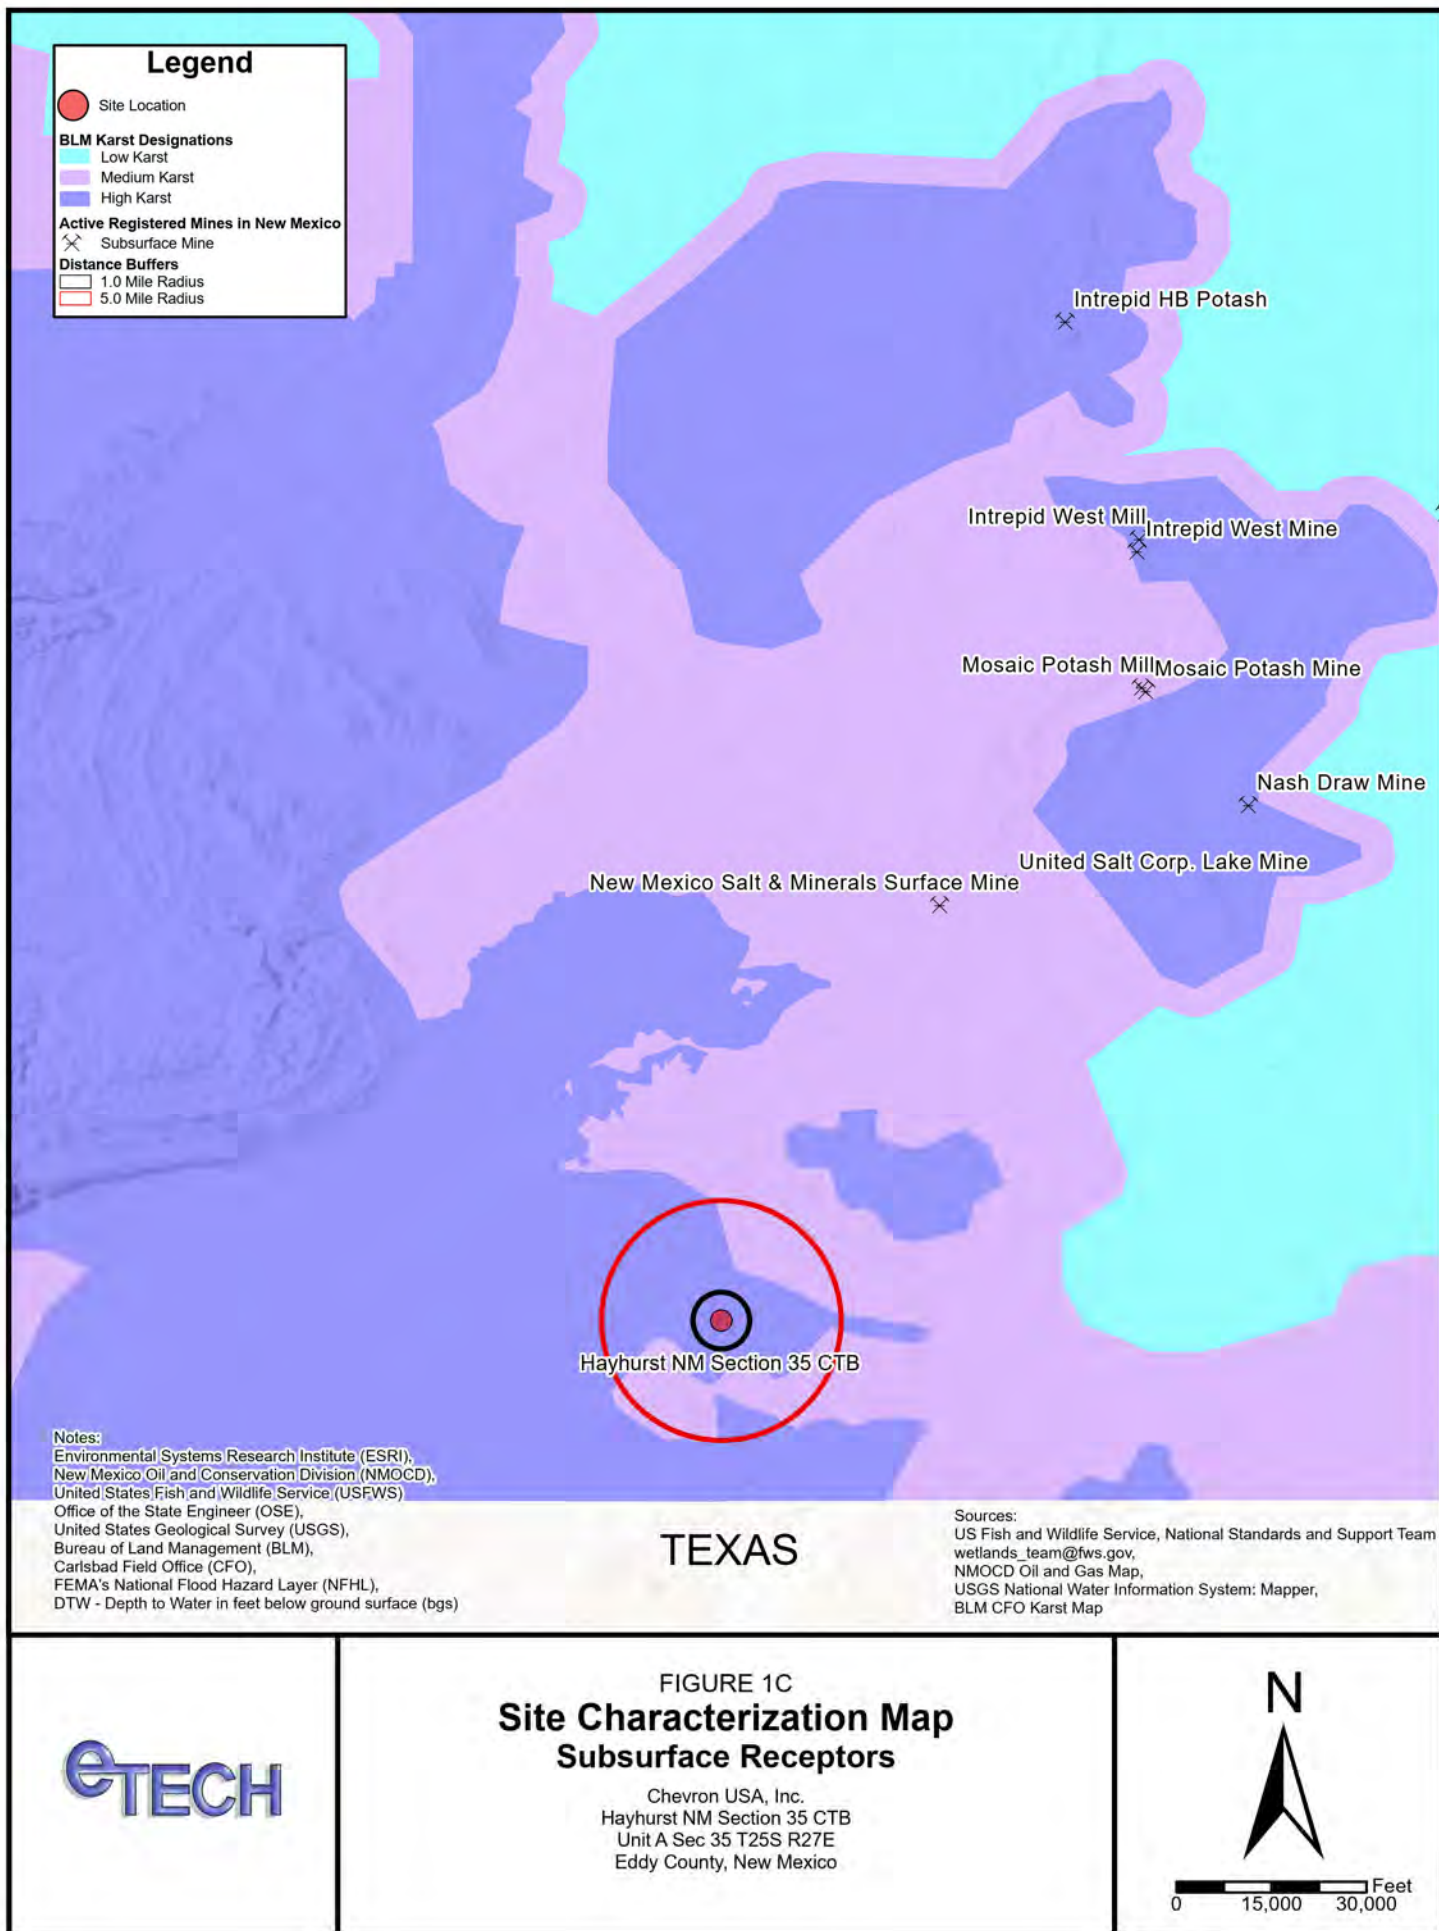 Legend
Site Location
BLM Karst Designations
Low Karst
Medium Karst
High Karst
Active Registered Mines in New Mexico
Subsurface Mine
Distance Buffers
1.0 Mile Radius
5.0 Mile Radius
Intrepid HB Potash
Intrepid West Mill
Intrepid West Mine
Mosaic Potash Mill
Mosaic Potash Mine
Nash Draw Mine
United Salt Corp. Lake Mine
New Mexico Salt & Minerals Surface Mine
Hayhurst NM Section 35 CTB
Notes:
Environmental Systems Research Institute (ESRI),
New Mexico Oil and Conservation Division (NMOCD),
United States Fish and Wildlife Service (USFWS)
Office of the State Engineer (OSE),
United States Geological Survey (USGS),
Bureau of Land Management (BLM),
Carlsbad Field Office (CFO),
FEMA's National Flood Hazard Layer (NFHL),
DTW - Depth to Water in feet below ground surface (bgs)
TEXAS
Sources:
US Fish and Wildlife Service, National Standards and Support Team
wetlands_team@fws.gov,
NMOCD Oil and Gas Map,
USGS National Water Information System: Mapper,
BLM CFO Karst Map
eTECH
FIGURE 1C
Site Characterization Map
Subsurface Receptors
Chevron USA, Inc.
Hayhurst NM Section 35 CTB
Unit A Sec 35 T25S R27E
Eddy County, New Mexico
N
Feet
0 15,000 30,000